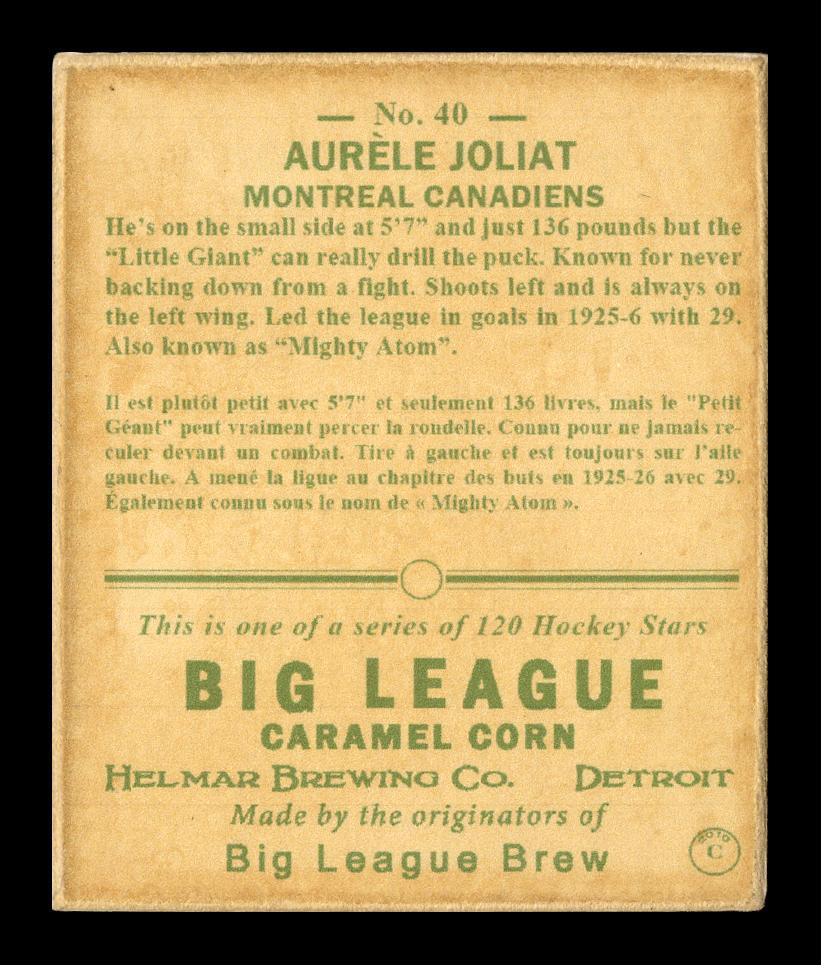 — No. 40 —
AURÈLE JOLIAT
MONTREAL CANADIENS
He's on the small side at 5'7” and just 136 pounds but the
“Little Giant” can really drill the puck. Known for never
backing down from a fight. Shoots left and is always on
the left wing. Led the league in goals in 1925-6 with 29.
Also known as “Mighty Atom”.
Il est plutôt petit avec 5'7" et seulement 136 livres, mais le "Petit
Géant" peut vraiment percer la rondelle. Connu pour ne jamais re-
culer devant un combat. Tire à gauche et est toujours sur l'aile
gauche. A mené la ligue au chapitre des buts en 1925-26 avec 29.
Également connu sous le nom de « Mighty Atom ».
This is one of a series of 120 Hockey Stars
BIG LEAGUE
CARAMEL CORN
HELMAR BREWING CO. DETROIT
Made by the originators of
Big League Brew
C